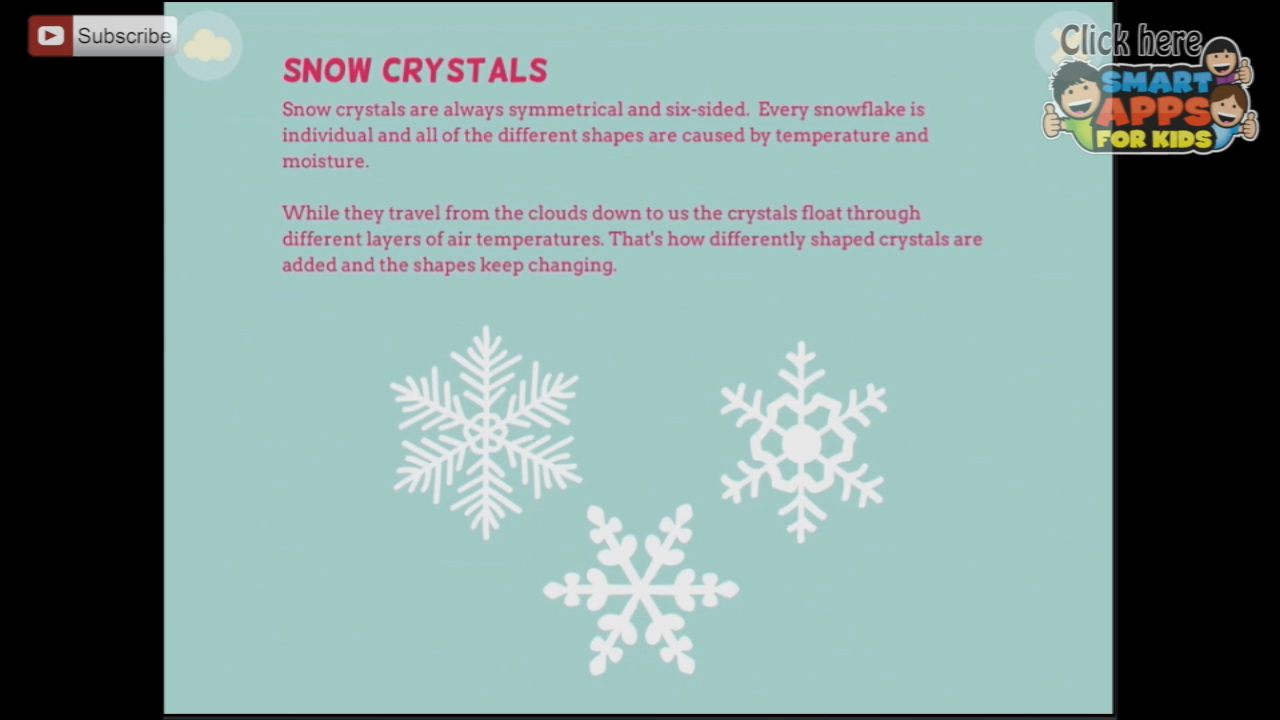 Subscribe
Click here
SMART
APPS
FOR KIDS
SNOW CRYSTALS
Snow crystals are always symmetrical and six-sided.  Every snowflake is
individual and all of the different shapes are caused by temperature and
moisture.
While they travel from the clouds down to us the crystals float through
different layers of air temperatures. That's how differently shaped crystals are
added and the shapes keep changing.